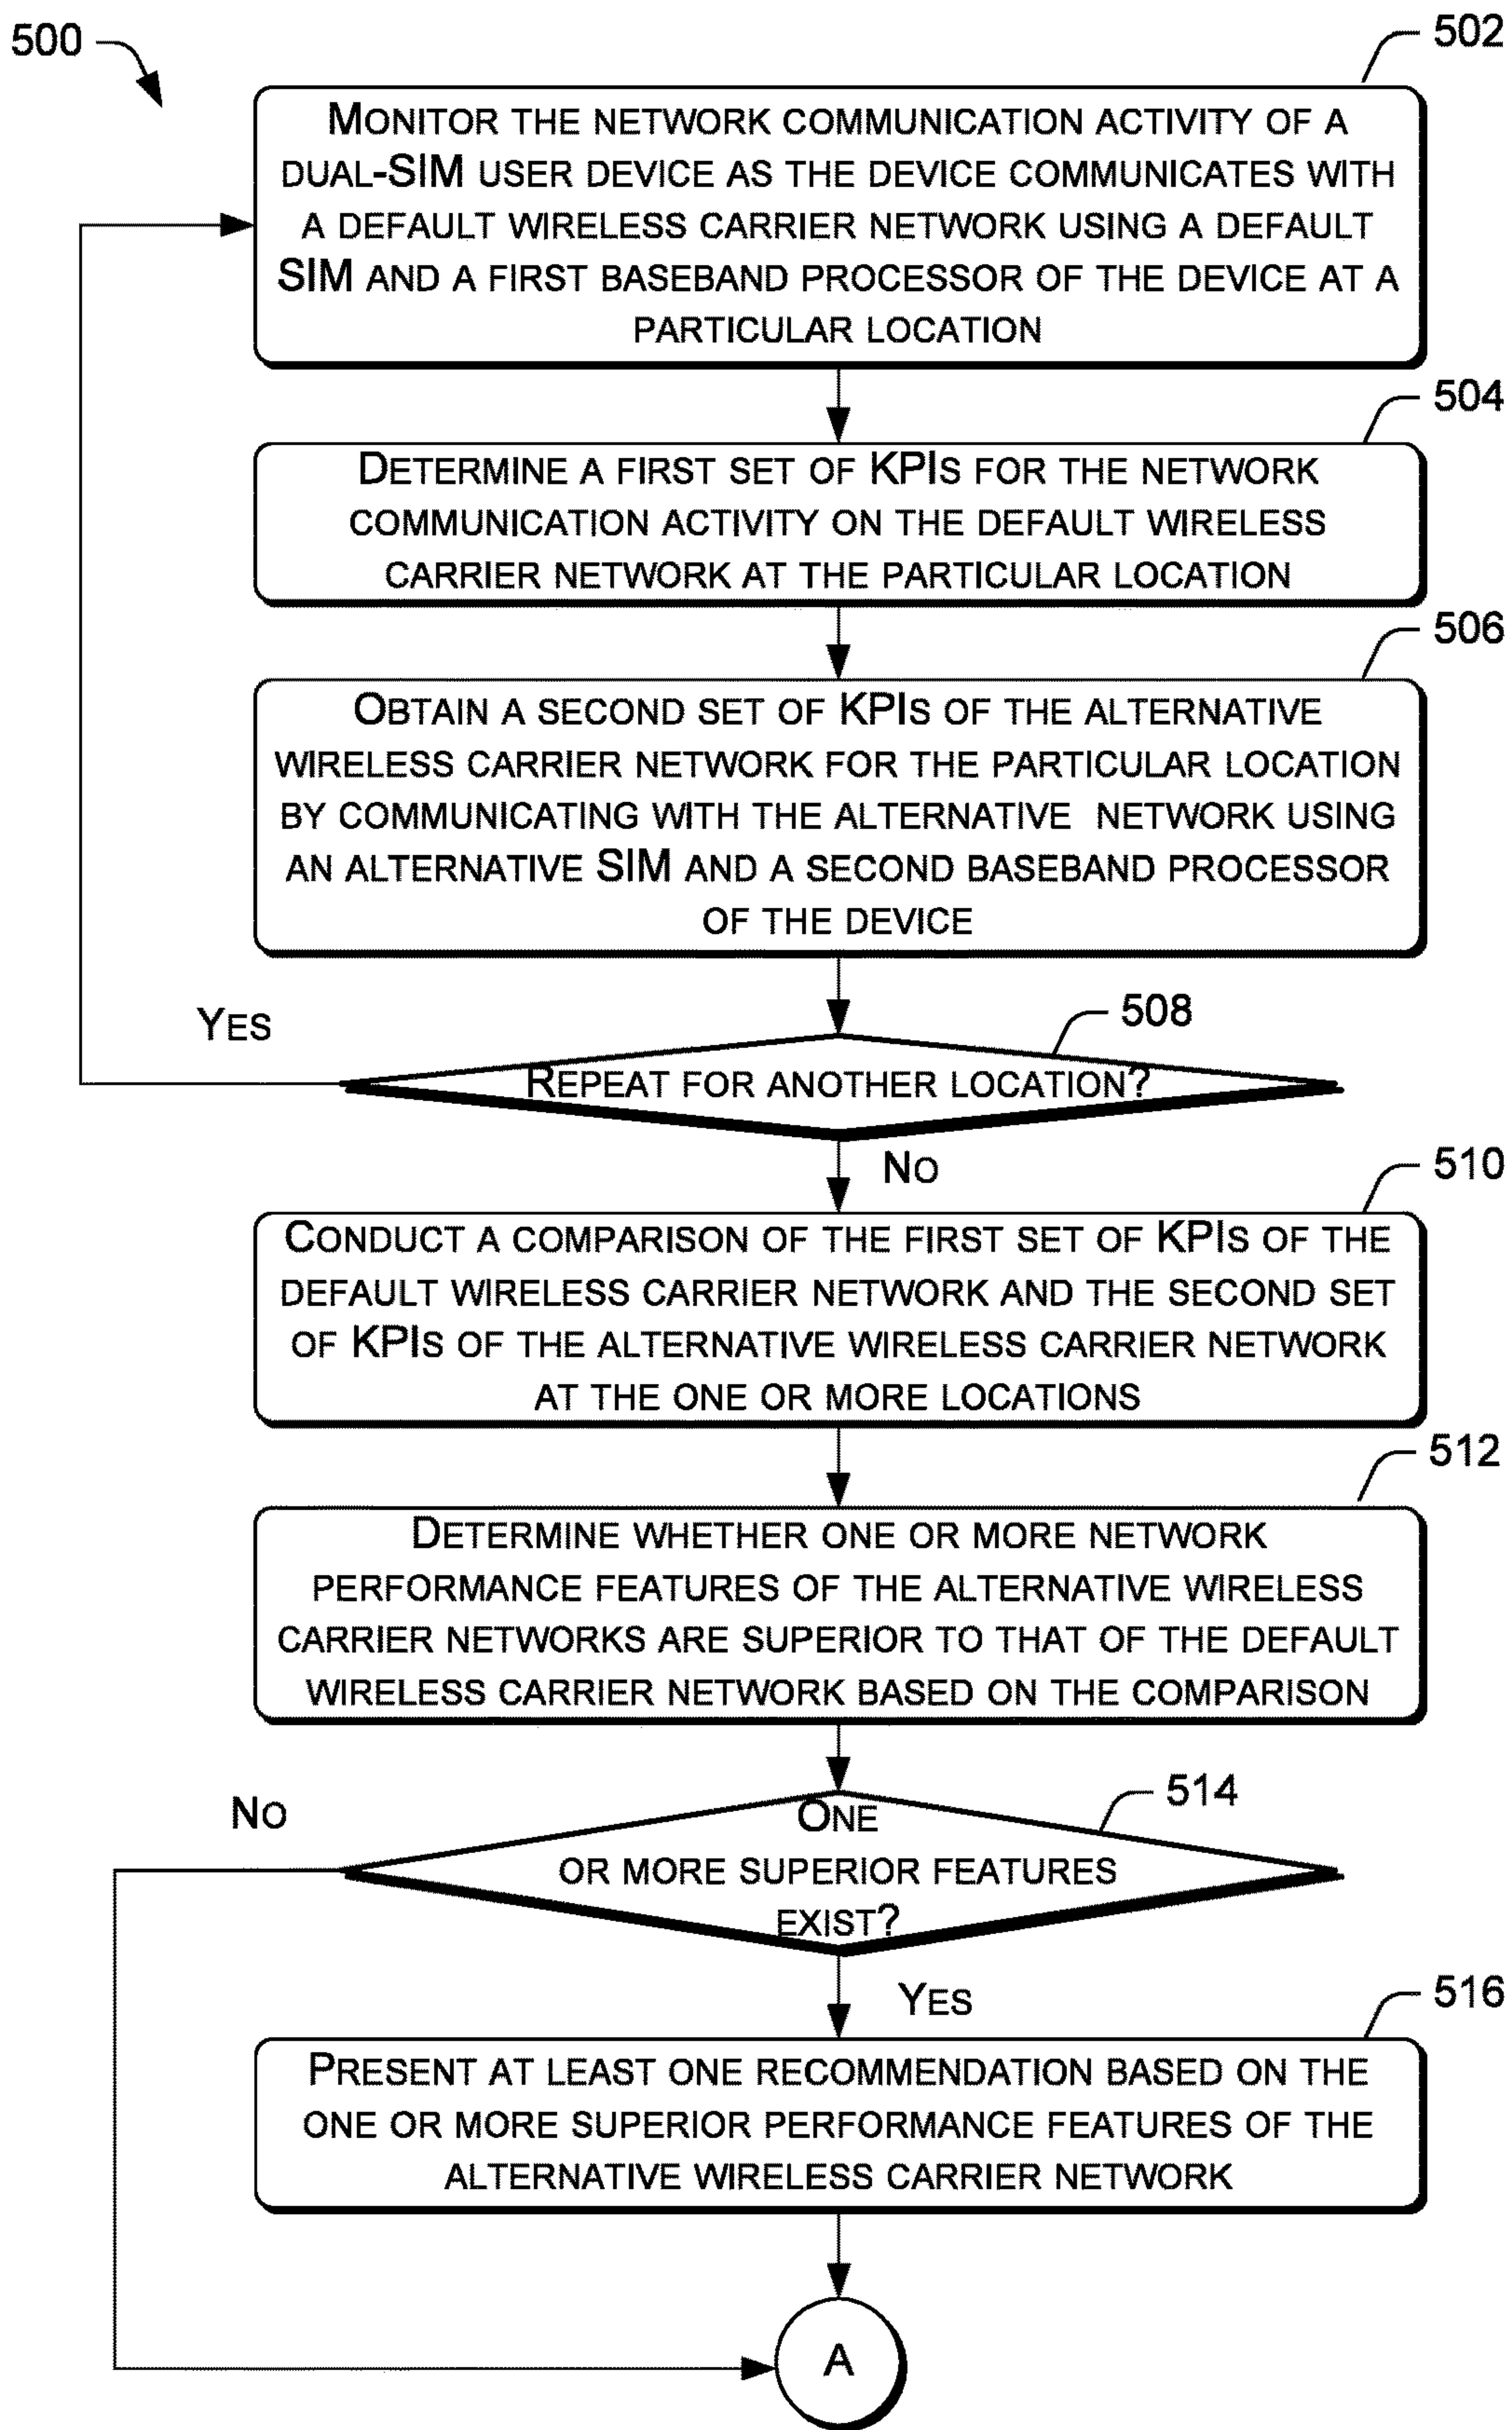 500
502
MONITOR THE NETWORK COMMUNICATION ACTIVITY OF A
DUAL-SIM USER DEVICE AS THE DEVICE COMMUNICATES WITH
A DEFAULT WIRELESS CARRIER NETWORK USING A DEFAULT
SIM AND A FIRST BASEBAND PROCESSOR OF THE DEVICE AT A
PARTICULAR LOCATION
504
DETERMINE A FIRST SET OF KPIS FOR THE NETWORK
COMMUNICATION ACTIVITY ON THE DEFAULT WIRELESS
CARRIER NETWORK AT THE PARTICULAR LOCATION
506
OBTAIN A SECOND SET OF KPIS OF THE ALTERNATIVE
WIRELESS CARRIER NETWORK FOR THE PARTICULAR LOCATION
BY COMMUNICATING WITH THE ALTERNATIVE NETWORK USING
AN ALTERNATIVE SIM AND A SECOND BASEBAND PROCESSOR
OF THE DEVICE
YES
508
REPEAT FOR ANOTHER LOCATION?
NO
510
CONDUCT A COMPARISON OF THE FIRST SET OF KPIS OF THE
DEFAULT WIRELESS CARRIER NETWORK AND THE SECOND SET
OF KPIS OF THE ALTERNATIVE WIRELESS CARRIER NETWORK
AT THE ONE OR MORE LOCATIONS
512
DETERMINE WHETHER ONE OR MORE NETWORK
PERFORMANCE FEATURES OF THE ALTERNATIVE WIRELESS
CARRIER NETWORKS ARE SUPERIOR TO THAT OF THE DEFAULT
WIRELESS CARRIER NETWORK BASED ON THE COMPARISON
NO
514
ONE
OR MORE SUPERIOR FEATURES
EXIST?
YES
516
PRESENT AT LEAST ONE RECOMMENDATION BASED ON THE
ONE OR MORE SUPERIOR PERFORMANCE FEATURES OF THE
ALTERNATIVE WIRELESS CARRIER NETWORK
A